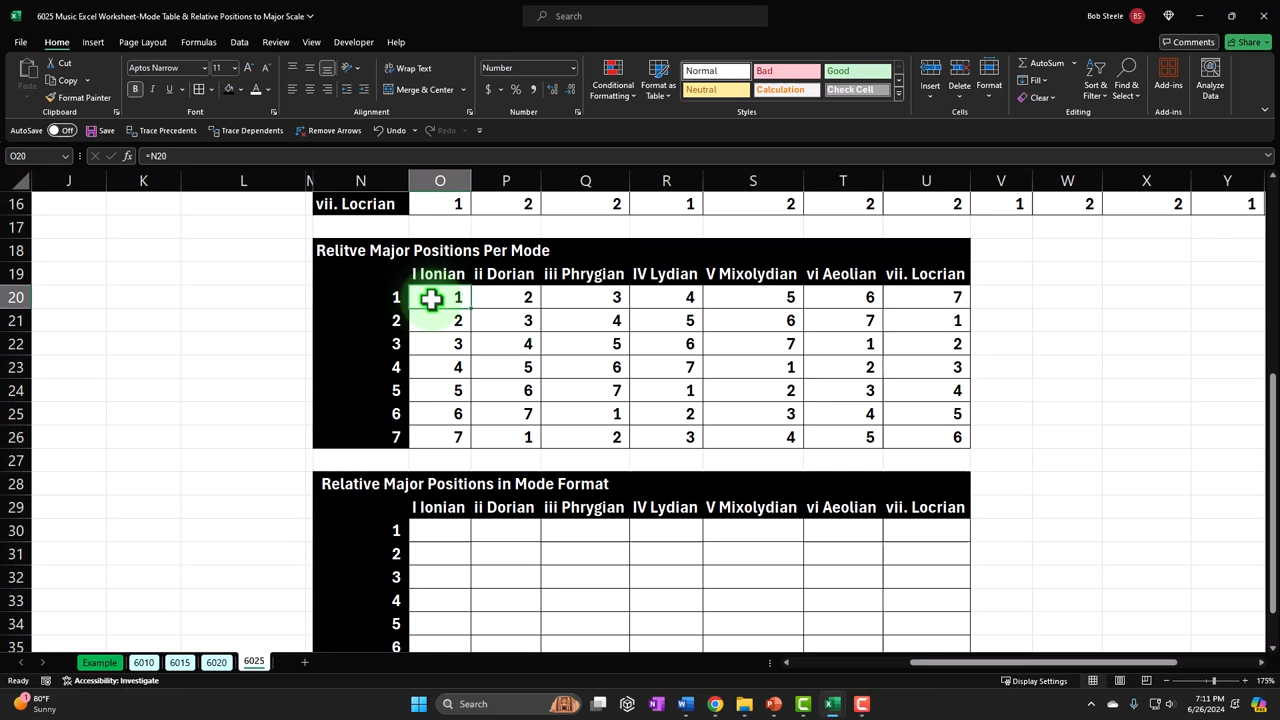 6025 Music Excel Worksheet-Mode Table & Relative Positions to Major Scale
Search
Bob Steele
BS
File Home Insert Draw Page Layout Formulas Data Review View Developer Help
Comments
Share
Paste
Cut
Copy
Format Painter
Clipboard
Aptos Narrow 11
B I U
Font
Wrap Text
Merge & Center
Alignment
Number
$ % 9
Number
Conditional Formatting
Format as Table
Normal Bad Good
Neutral Calculation Check Cell
Styles
Insert Delete Format
Cells
AutoSum
Fill
Clear
Sort & Filter
Find & Select
Editing
Add-ins
Add-ins
Analyze Data
AutoSave Off Save Trace Precedents Trace Dependents Remove Arrows Undo Redo
O20 fx =N20
J K L M N O P Q R S T U V W X Y
16 vii. Locrian 1 2 2 1 2 2 2 1 2 2 1
17
18 Relitve Major Positions Per Mode
19 I Ionian ii Dorian iii Phrygian IV Lydian V Mixolydian vi Aeolian vii. Locrian
20 1 1 2 3 4 5 6 7
21 2 2 3 4 5 6 7 1
22 3 3 4 5 6 7 1 2
23 4 4 5 6 7 1 2 3
24 5 5 6 7 1 2 3 4
25 6 6 7 1 2 3 4 5
26 7 7 1 2 3 4 5 6
27
28 Relative Major Positions in Mode Format
29 I Ionian ii Dorian iii Phrygian IV Lydian V Mixolydian vi Aeolian vii. Locrian
30 1
31 2
32 3
33 4
34 5
35 6
Example 6010 6015 6020 6025
Ready Accessibility: Investigate Display Settings 175%
80°F
Sunny
Search
7:11 PM
6/26/2024